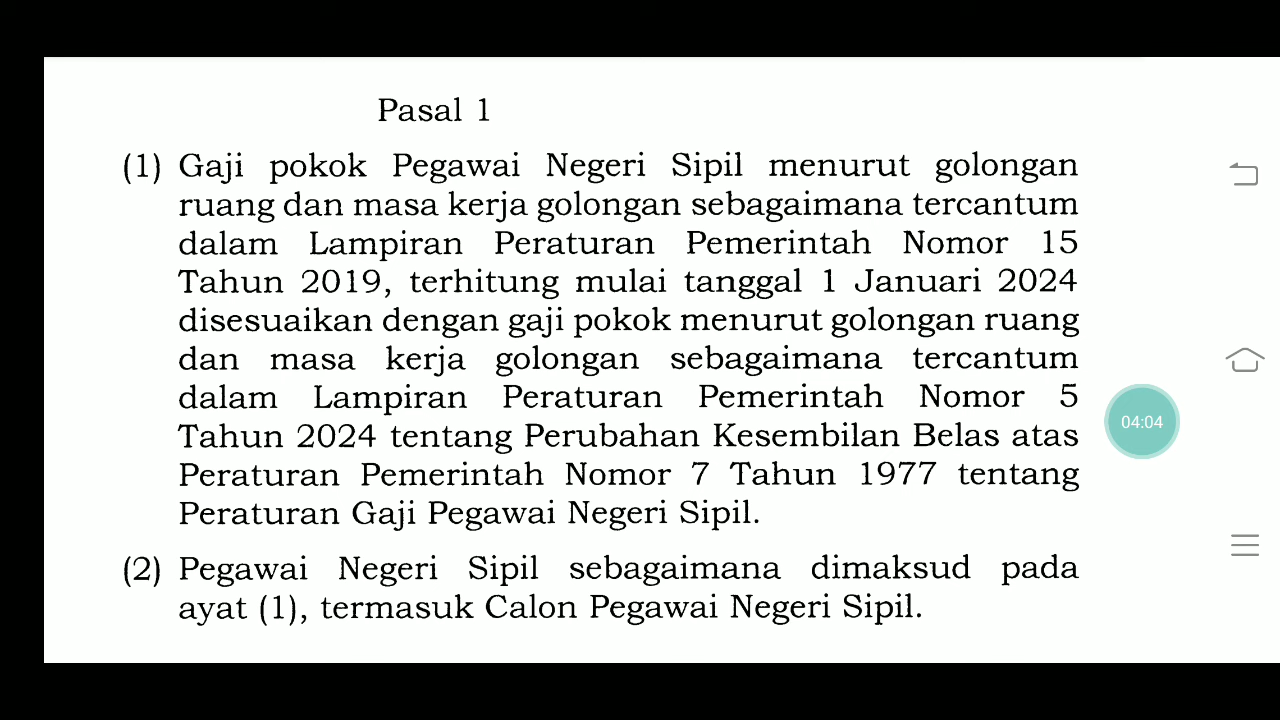 Pasal 1
(1) Gaji pokok Pegawai Negeri Sipil menurut golongan
ruang dan masa kerja golongan sebagaimana tercantum
dalam Lampiran Peraturan Pemerintah Nomor 15
Tahun 2019, terhitung mulai tanggal 1 Januari 2024
disesuaikan dengan gaji pokok menurut golongan ruang
dan masa kerja golongan sebagaimana tercantum
dalam Lampiran Peraturan Pemerintah Nomor 5
Tahun 2024 tentang Perubahan Kesembilan Belas atas
Peraturan Pemerintah Nomor 7 Tahun 1977 tentang
Peraturan Gaji Pegawai Negeri Sipil.
(2) Pegawai Negeri Sipil sebagaimana dimaksud pada
ayat (1), termasuk Calon Pegawai Negeri Sipil.
04:04